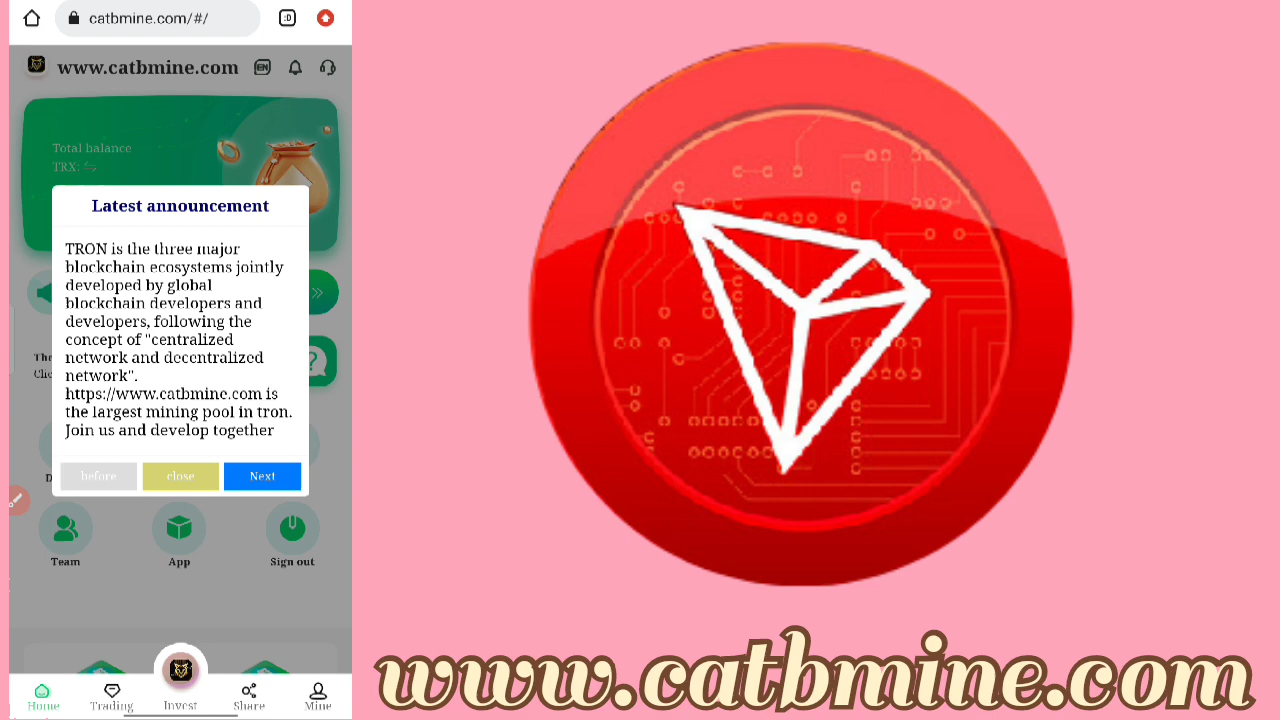 catbmine.com/#/
:D
www.catbmine.com
EN
Total balance
TRX:
Latest announcement
TRON is the three major
blockchain ecosystems jointly
developed by global
blockchain developers and
developers, following the
concept of "centralized
network and decentralized
network".
https://www.catbmine.com is
the largest mining pool in tron.
Join us and develop together
The
Clic
D
before
close
Next
Team
App
Sign out
Home
Trading
Invest
Share
Mine
www.catbmine.com